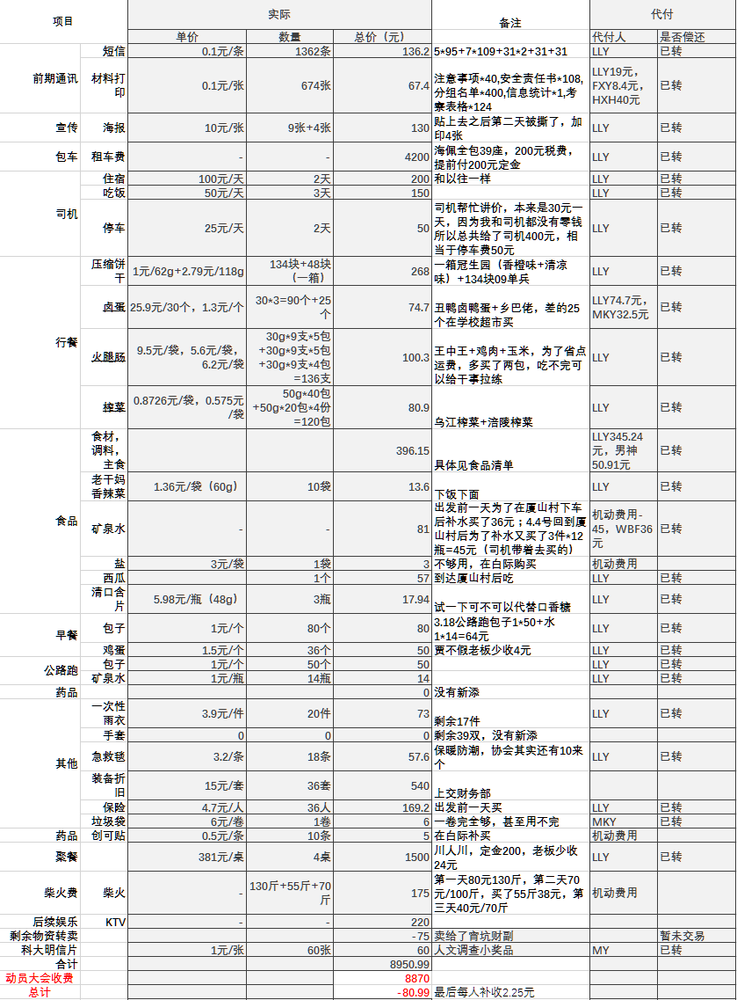 项目 实际 备注 代付
单价 数量 总价（元） 代付人 是否偿还
前期通讯 短信 0.1元/条 1362条 136.2 5*95+7*109+31*2+31+31 LLY 已转
材料打印 0.1元/张 674张 67.4 注意事项*40,安全责任书*108,分组名单*400,信息统计*1,考察表格*124 LLY19元，FXY8.4元，HXH40元 已转
宣传 海报 10元/张 9张+4张 130 贴上去之后第二天被撕了，加印4张 LLY 已转
包车 租车费 - - 4200 海佩全包39座，200元税费，提前付200元定金 LLY 已转
司机 住宿 100元/天 2天 200 和以往一样 LLY 已转
吃饭 50元/天 3天 150 LLY 已转
停车 25元/天 2天 50 司机帮忙讲价，本来是30元一天，因为我和司机都没有零钱所以总共给了司机400元，相当于停车费50元 LLY 已转
行餐 压缩饼干 1元/62g+2.79元/118g 134块+48块（一箱） 268 一箱冠生园（香橙味+清凉味）+134块09单兵 LLY 已转
卤蛋 25.9元/30个，1.3元/个 30*3=90个+25个 74.7 丑鸭卤鸭蛋+乡巴佬，差的25个在学校超市买 LLY74.7元，MKY32.5元 已转
火腿肠 9.5元/袋，5.6元/袋，6.2元/袋 30g*9支*5包+30g*9支*5包+30g*9支*4包=136支 100.3 王中王+鸡肉+玉米，为了省点运费，多买了两包，吃不完可以给干事拉练 LLY 已转
榨菜 0.8726元/袋，0.575元/袋 50g*40包+50g*20包*4份=120包 80.9 乌江榨菜+涪陵榨菜 LLY 已转
食品 食材，调料，主食 396.15 具体见食品清单 LLY345.24元，男神50.91元 已转
老干妈香辣菜 1.36元/袋（60g） 10袋 13.6 下饭下面 LLY 已转
矿泉水 - - 81 出发前一天为了在厦山村下车后补水买了36元；4.4号回到厦山村后为了补水又买了3件*12瓶=45元（司机带着去买的） 机动费用-45，WBF36元 已转
盐 3元/袋 1袋 3 不够用，在白际购买 机动费用
西瓜 1个 57 到达厦山村后吃 LLY 已转
清口含片 5.98元/瓶（48g） 3瓶 17.94 试一下可不可以代替口香糖 LLY 已转
早餐 包子 1元/个 80个 80 3.18公路跑包子1*50+水1*14=64元 LLY 已转
鸡蛋 1.5元/个 36个 50 贾不假老板少收4元 LLY 已转
公路跑 包子 1元/个 50个 50 LLY 已转
矿泉水 1元/瓶 14瓶 14 LLY 已转
药品 0 没有新添
其他 一次性雨衣 3.9元/件 20件 73 剩余17件 LLY 已转
手套 0 0 0 剩余39双，没有新添
急救毯 3.2/条 18条 57.6 保暖防潮，协会其实还有10来个 LLY 已转
装备折旧 15元/套 36套 540 上交财务部
保险 4.7元/人 36人 169.2 出发前一天买 LLY 已转
垃圾袋 6元/卷 1卷 6 一卷完全够，甚至用不完 MKY 已转
药品 创可贴 0.5元/条 10条 5 在白际补买 机动费用
聚餐 381元/桌 4桌 1500 川人川，定金200，老板少收24元 LLY 已转
柴火费 柴火 - 130斤+55斤+70斤 175 第一天80元130斤，第二天70元/100斤，买了55斤38元，第三天40元/70斤 机动费用
后续娱乐 KTV - - 220
剩余物资转卖 -75 卖给了宵坑财副 暂未交易
科大明信片 1元/张 60张 60 人文调查小奖品 MY 已转
合计 8950.99
动员大会收费 8870
总计 -80.99 最后每人补收2.25元